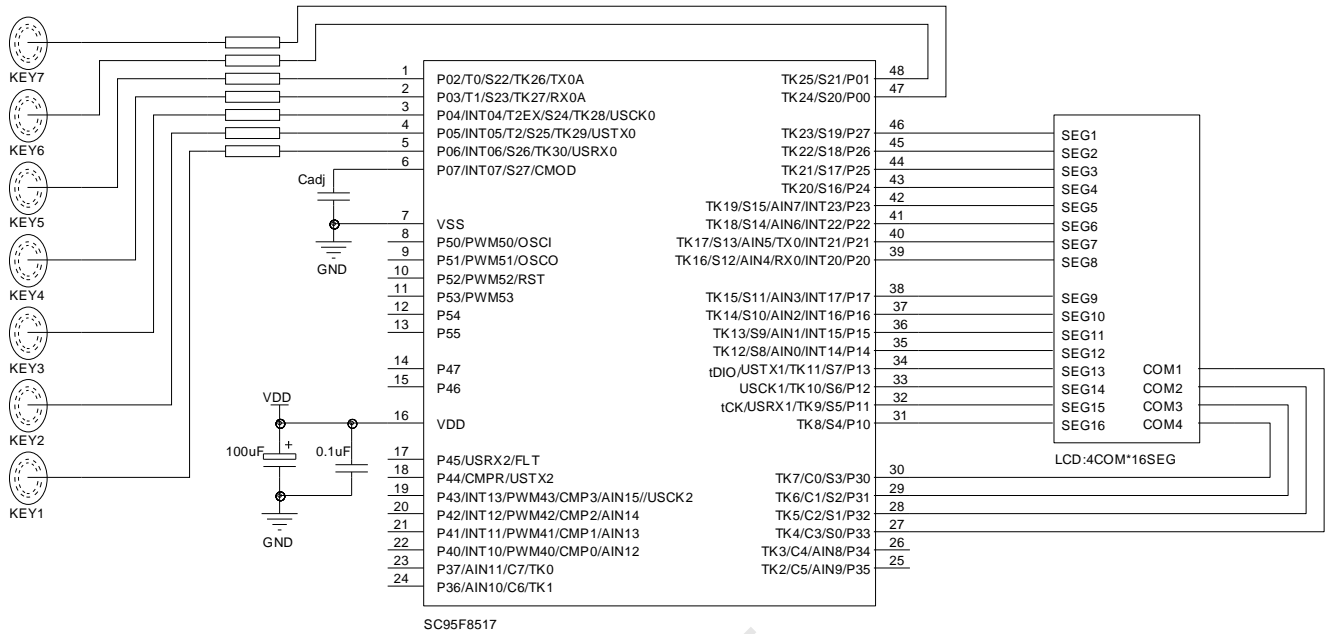 KEY7
KEY6
KEY5
KEY4
KEY3
KEY2
KEY1
Cadj
GND
VDD
100uF
+
0.1uF
GND
1 P02/T0/S22/TK26/TX0A
2 P03/T1/S23/TK27/RX0A
3 P04/INT04/T2EX/S24/TK28/USCK0
4 P05/INT05/T2/S25/TK29/USTX0
5 P06/INT06/S26/TK30/USRX0
6 P07/INT07/S27/CMOD
7 VSS
8 P50/PWM50/OSCI
9 P51/PWM51/OSCO
10 P52/PWM52/RST
11 P53/PWM53
12 P54
13 P55
14 P47
15 P46
16 VDD
17 P45/USRX2/FLT
18 P44/CMPR/USTX2
19 P43/INT13/PWM43/CMP3/AIN15//USCK2
20 P42/INT12/PWM42/CMP2/AIN14
21 P41/INT11/PWM41/CMP1/AIN13
22 P40/INT10/PWM40/CMP0/AIN12
23 P37/AIN11/C7/TK0
24 P36/AIN10/C6/TK1
TK25/S21/P01 48
TK24/S20/P00 47
TK23/S19/P27 46
TK22/S18/P26 45
TK21/S17/P25 44
TK20/S16/P24 43
TK19/S15/AIN7/INT23/P23 42
TK18/S14/AIN6/INT22/P22 41
TK17/S13/AIN5/TX0/INT21/P21 40
TK16/S12/AIN4/RX0/INT20/P20 39
TK15/S11/AIN3/INT17/P17 38
TK14/S10/AIN2/INT16/P16 37
TK13/S9/AIN1/INT15/P15 36
TK12/S8/AIN0/INT14/P14 35
tDIO/USTX1/TK11/S7/P13 34
USCK1/TK10/S6/P12 33
tCK/USRX1/TK9/S5/P11 32
TK8/S4/P10 31
TK7/C0/S3/P30 30
TK6/C1/S2/P31 29
TK5/C2/S1/P32 28
TK4/C3/S0/P33 27
TK3/C4/AIN8/P34 26
TK2/C5/AIN9/P35 25
SC95F8517
SEG1
SEG2
SEG3
SEG4
SEG5
SEG6
SEG7
SEG8
SEG9
SEG10
SEG11
SEG12
SEG13
SEG14
SEG15
SEG16
COM1
COM2
COM3
COM4
LCD:4COM*16SEG